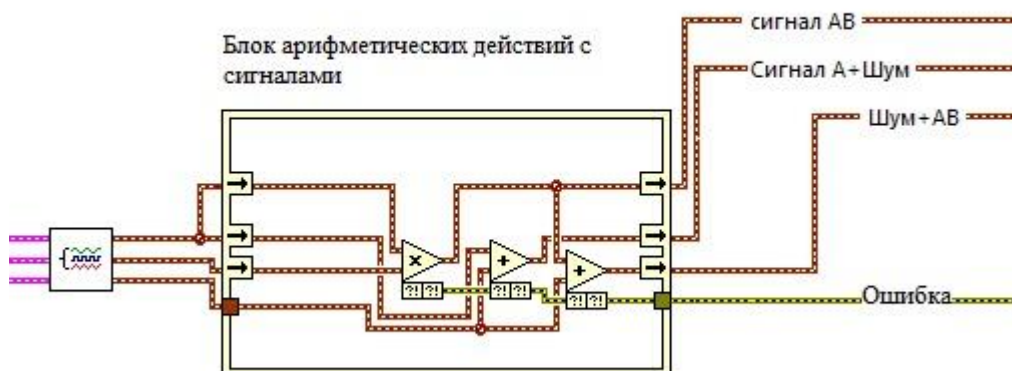 Блок арифметических действий с
сигналами
сигнал АВ
Сигнал А+Шум
Шум+АВ
Ошибка